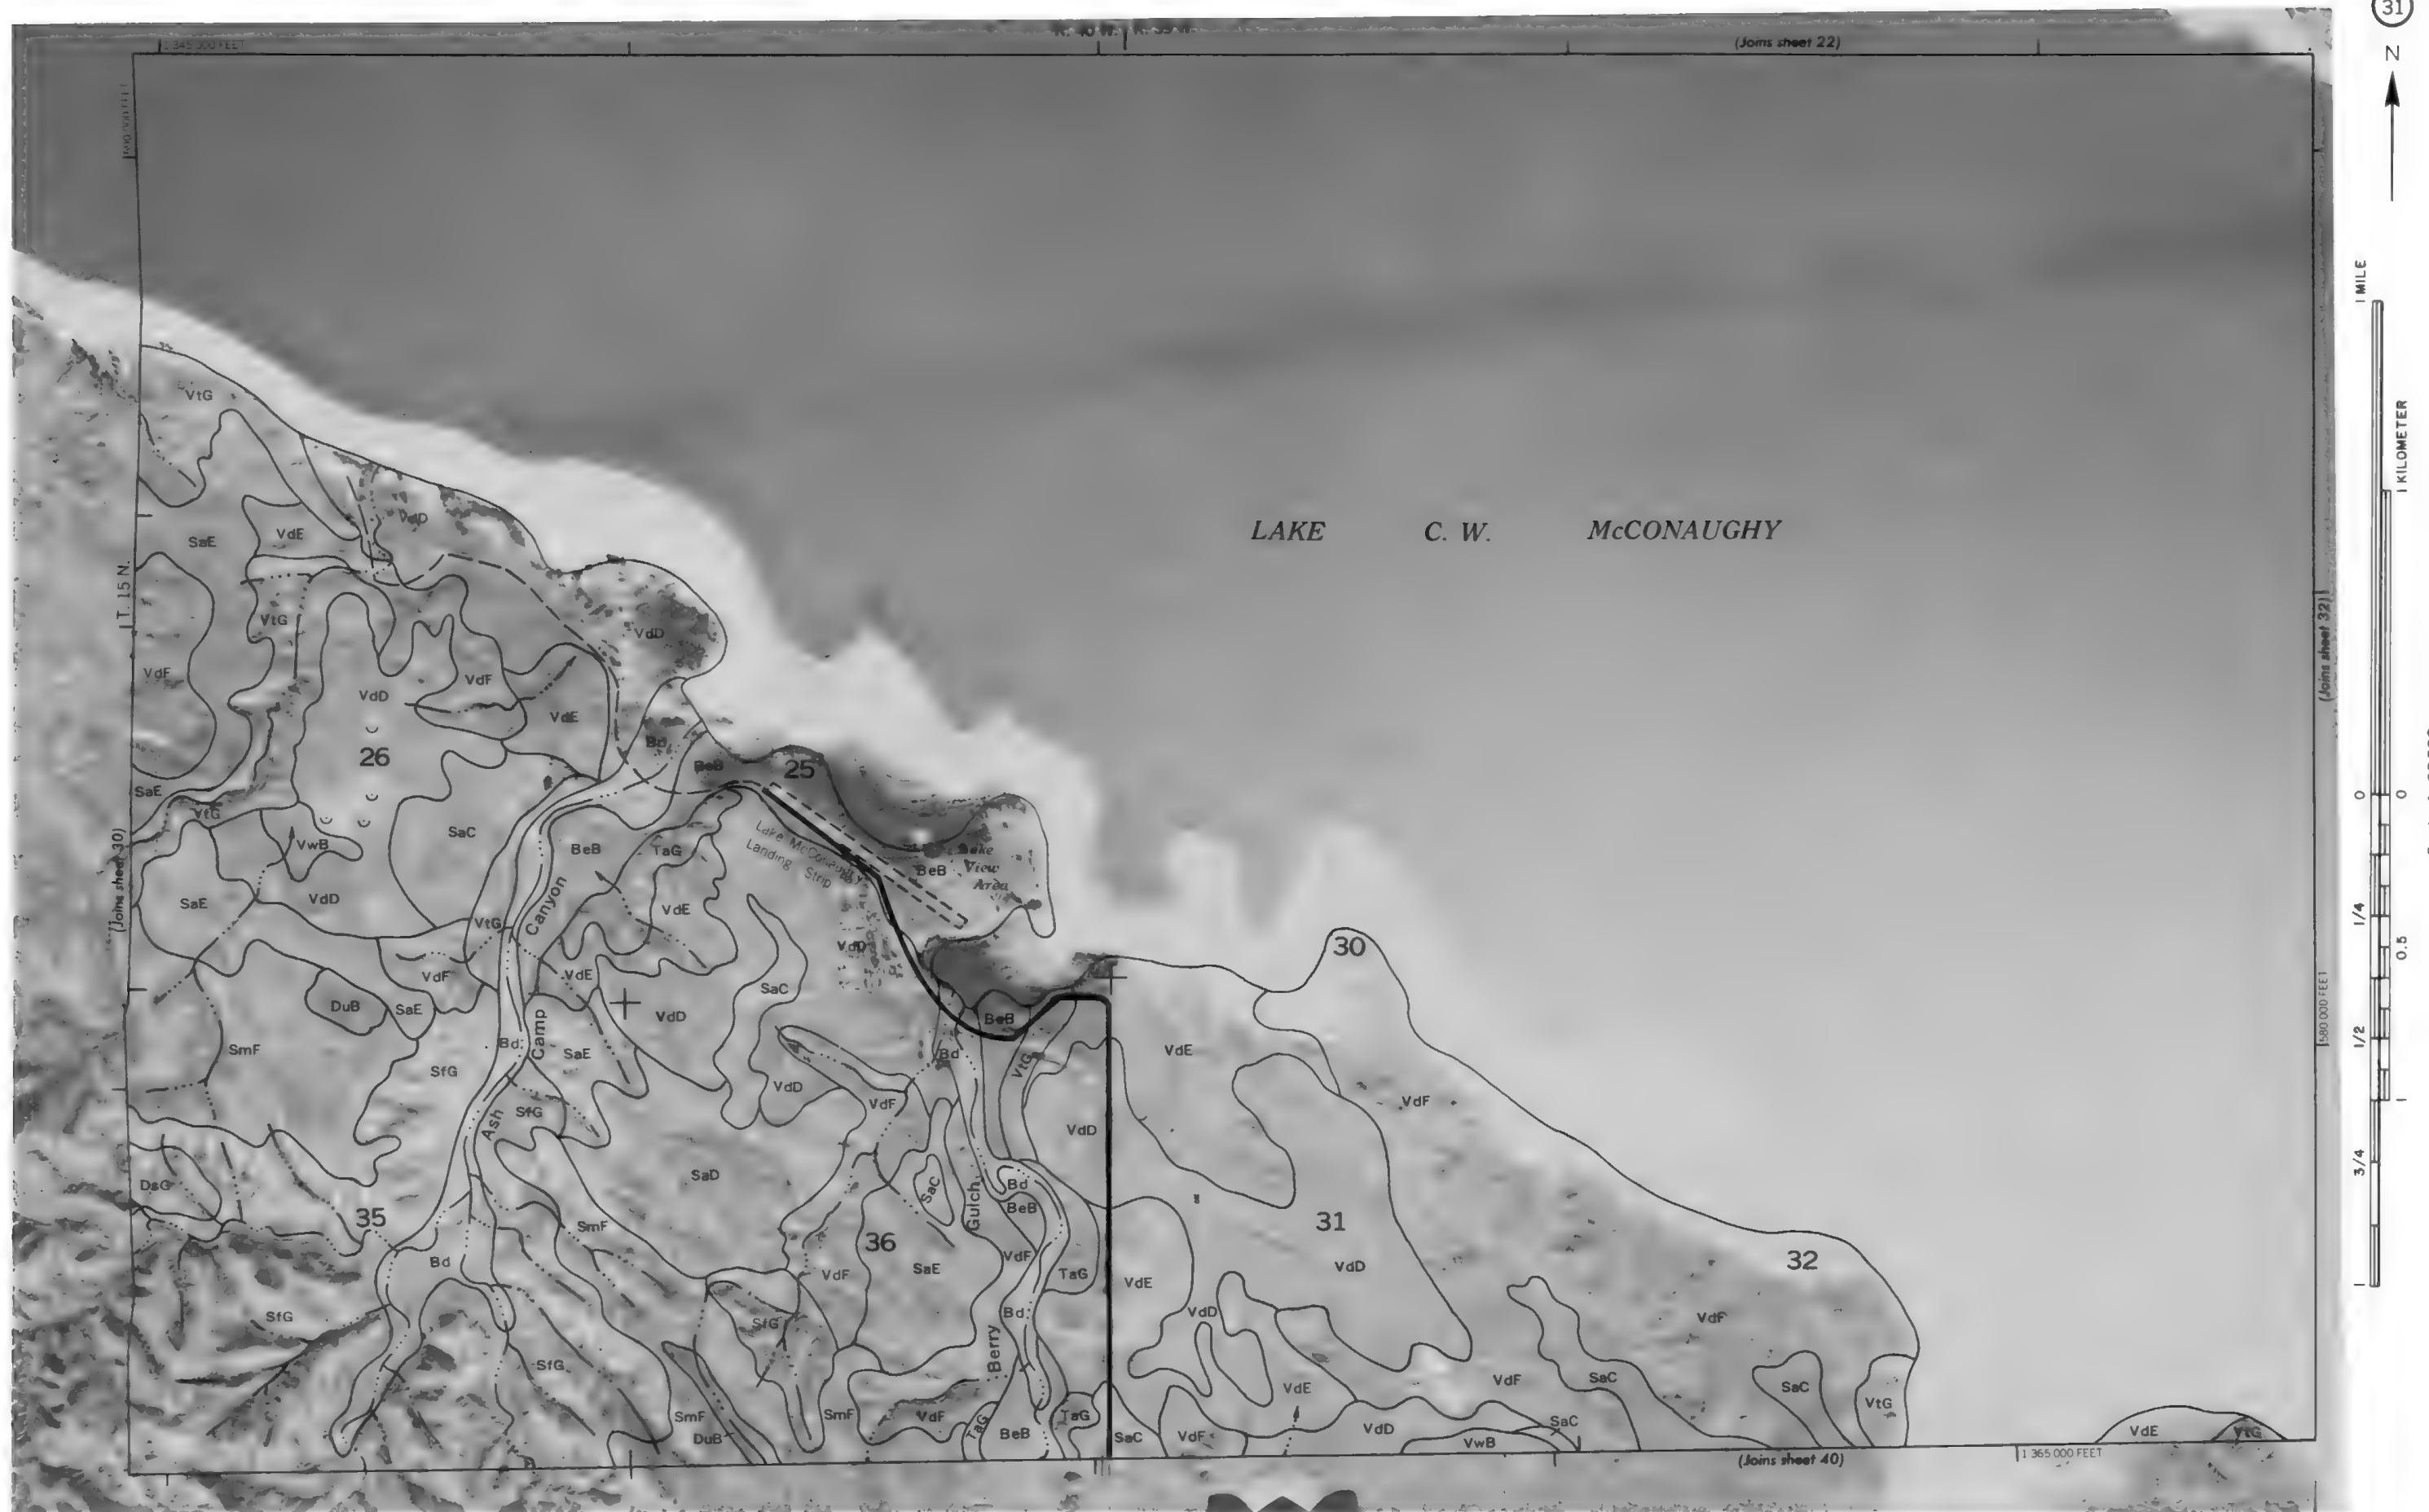 31
N
1 345 000 FEET
R. 40 W. R. 39 W.
(Joins sheet 22)
1 MILE
VtG
1 KILOMETER
VdD
LAKE C. W. McCONAUGHY
SaE
VdE
T. 15 N.
VtG
VdD
(Joins sheet 32)
VdF
VdF
VdD
VdE
Bd
26
BeB
25
SaE
0
0
VtG
SaC
Lake McConaughy
Landing Strip
VwB
BeB
TaG
Lake
View
Area
BeB
(Joins sheet 30)
SaE
VdD
VdE
1/4
VtG
Canyon
VdD
30
0.5
VdF
VdE
SaC
580 000 FEET
DuB
SaE
VdD
BeB
1/2
SmF
Bd
Camp
SaE
Bd
VdE
SfG
VtG
VdD
VdF
VdF
1
SfG
Ash
VdD
3/4
DsG
SaD
SaC
Bd
Gulch
BeB
35
SmF
31
36
VdF
32
Bd
VdF
SaE
TaG
VdE
VdD
1
SfG
SfG
Bd
VdD
VdF
SfG
Berry
VdE
VdF
SaC
SaC
VtG
SmF
SmF
VdF
TaG
TaG
SaC
DuB
BeB
SaC
VdF
VdD
VwB
VdE
VtG
(Joins sheet 40)
1 365 000 FEET